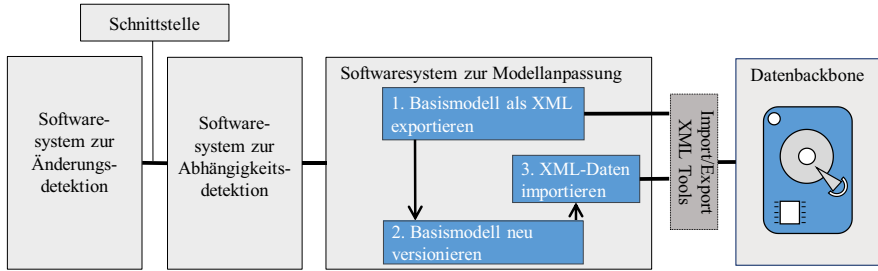 Schnittstelle
Software-
system zur
Änderungs-
detektion
Software-
system zur
Abhängigkeits-
detektion
Softwaresystem zur Modellanpassung
1. Basismodell als XML
exportieren
3. XML-Daten
importieren
2. Basismodell neu
versionieren
Import/Export
XML Tools
Datenbackbone